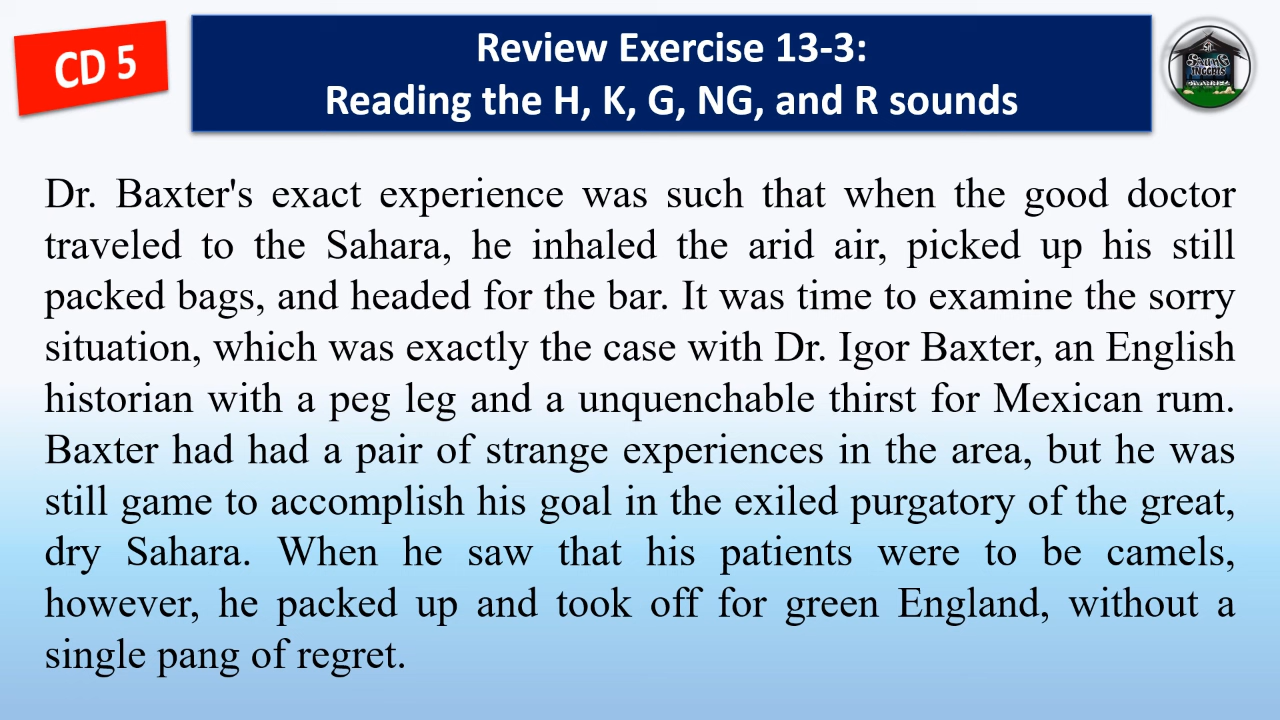 CD 5
Review Exercise 13-3:
Reading the H, K, G, NG, and R sounds
Dr. Baxter's exact experience was such that when the good doctor
traveled to the Sahara, he inhaled the arid air, picked up his still
packed bags, and headed for the bar. It was time to examine the sorry
situation, which was exactly the case with Dr. Igor Baxter, an English
historian with a peg leg and a unquenchable thirst for Mexican rum.
Baxter had had a pair of strange experiences in the area, but he was
still game to accomplish his goal in the exiled purgatory of the great,
dry Sahara. When he saw that his patients were to be camels,
however, he packed up and took off for green England, without a
single pang of regret.